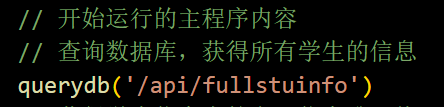 // 开始运行的主程序内容
// 查询数据库，获得所有学生的信息
querydb('/api/fullstuinfo')